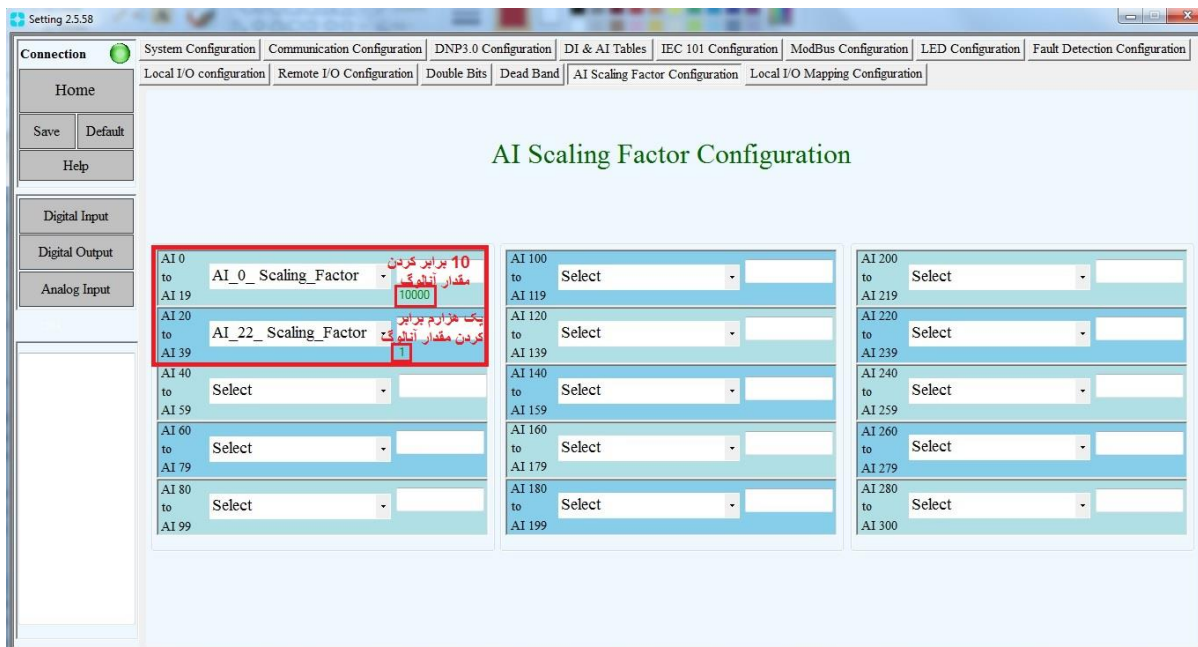 Setting 2.5.58
Connection
System Configuration Communication Configuration DNP3.0 Configuration DI & AI Tables IEC 101 Configuration ModBus Configuration LED Configuration Fault Detection Configuration
Local I/O configuration Remote I/O Configuration Double Bits Dead Band AI Scaling Factor Configuration Local I/O Mapping Configuration
Home
Save Default
Help
Digital Input
Digital Output
Analog Input
AI Scaling Factor Configuration
AI 0
to
AI 19
AI_0_ Scaling_Factor
10 برابر کردن
مقدار آنالوگ
10000
AI 20
to
AI 39
AI_22_ Scaling_Factor
یک هزارم برابر
کردن مقدار آنالوگ
1
AI 40
to
AI 59
Select
AI 60
to
AI 79
Select
AI 80
to
AI 99
Select
AI 100
to
AI 119
Select
AI 120
to
AI 139
Select
AI 140
to
AI 159
Select
AI 160
to
AI 179
Select
AI 180
to
AI 199
Select
AI 200
to
AI 219
Select
AI 220
to
AI 239
Select
AI 240
to
AI 259
Select
AI 260
to
AI 279
Select
AI 280
to
AI 300
Select